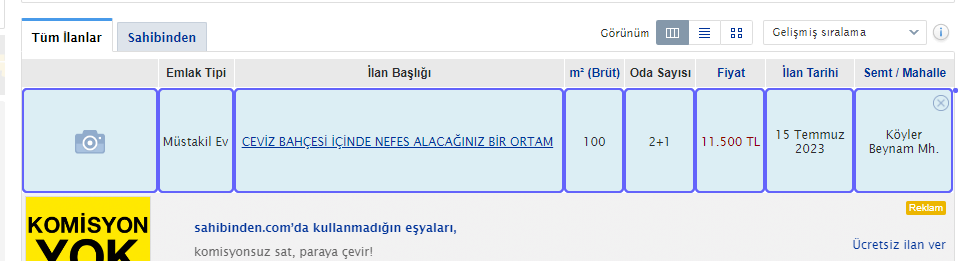 Tüm İlanlar
Sahibinden
Görünüm
Gelişmiş sıralama
i
Emlak Tipi
İlan Başlığı
m² (Brüt)
Oda Sayısı
Fiyat
İlan Tarihi
Semt / Mahalle
Müstakil Ev
CEVİZ BAHÇESİ İÇİNDE NEFES ALACAĞINIZ BİR ORTAM
100
2+1
11.500 TL
15 Temmuz
2023
Köyler
Beynam Mh.
KOMİSYON
YOK
sahibinden.com'da kullanmadığın eşyaları,
komisyonsuz sat, paraya çevir!
Reklam
Ücretsiz ilan ver